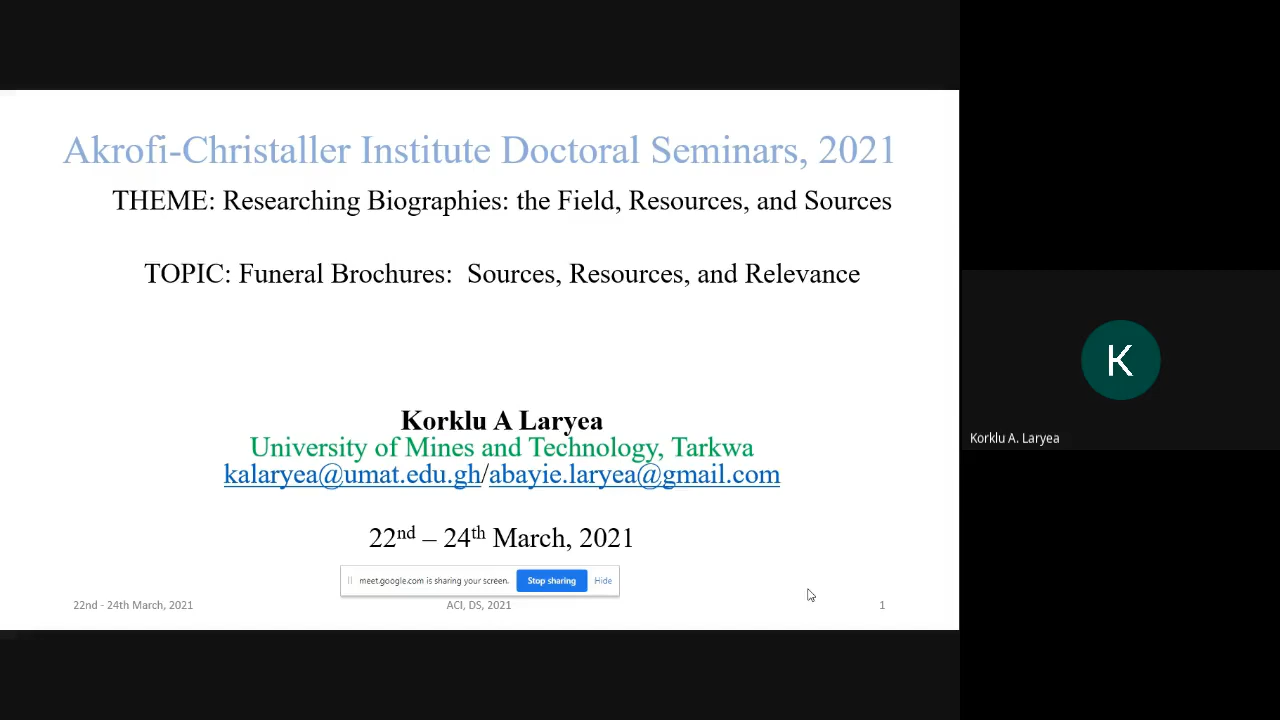 Akrofi-Christaller Institute Doctoral Seminars, 2021
THEME: Researching Biographies: the Field, Resources, and Sources
TOPIC: Funeral Brochures:  Sources, Resources, and Relevance
Korklu A Laryea
University of Mines and Technology, Tarkwa
kalaryea@umat.edu.gh/abayie.laryea@gmail.com
22nd – 24th March, 2021
meet.google.com is sharing your screen. Stop sharing Hide
22nd - 24th March, 2021 ACI, DS, 2021 1
K
Korklu A. Laryea